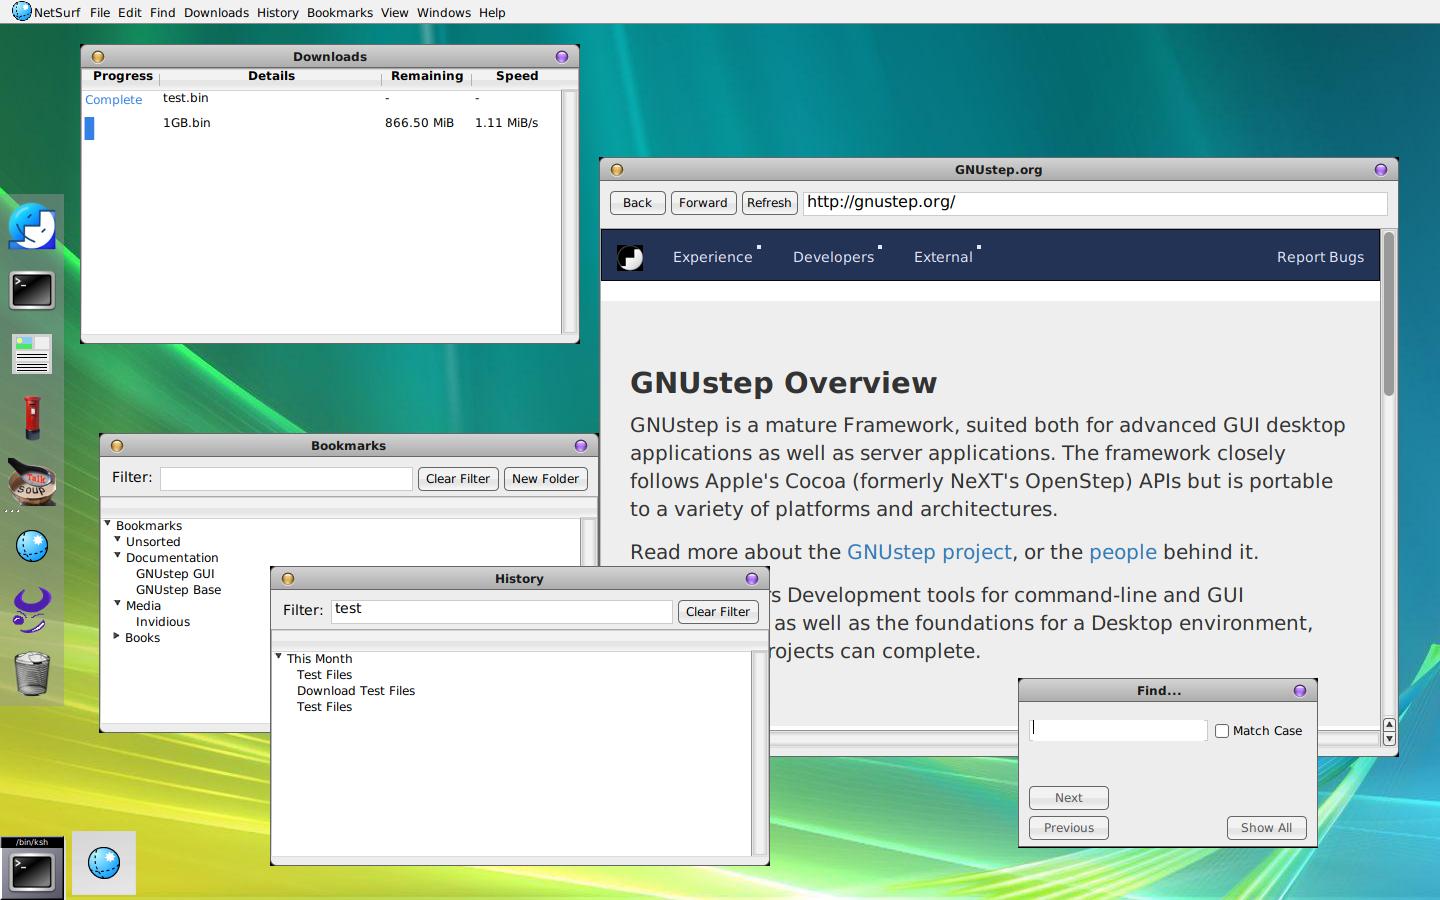 NetSurf File Edit Find Downloads History Bookmarks View Windows Help
Downloads
Progress Details Remaining Speed
Complete test.bin - -
1GB.bin 866.50 MiB 1.11 MiB/s
GNUstep.org
Back Forward Refresh http://gnustep.org/
Experience Developers External Report Bugs
GNUstep Overview
GNUstep is a mature Framework, suited both for advanced GUI desktop
applications as well as server applications. The framework closely
follows Apple's Cocoa (formerly NeXT's OpenStep) APIs but is portable
to a variety of platforms and architectures.
Read more about the GNUstep project, or the people behind it.
s Development tools for command-line and GUI
as well as the foundations for a Desktop environment,
rojects can complete.
Bookmarks
Filter: Clear Filter New Folder
Bookmarks
Unsorted
Documentation
GNUstep GUI
GNUstep Base
Media
Invidious
Books
History
Filter: test Clear Filter
This Month
Test Files
Download Test Files
Test Files
Find...
Match Case
Next
Previous Show All
Talk
Soup
...
/bin/ksh
>_